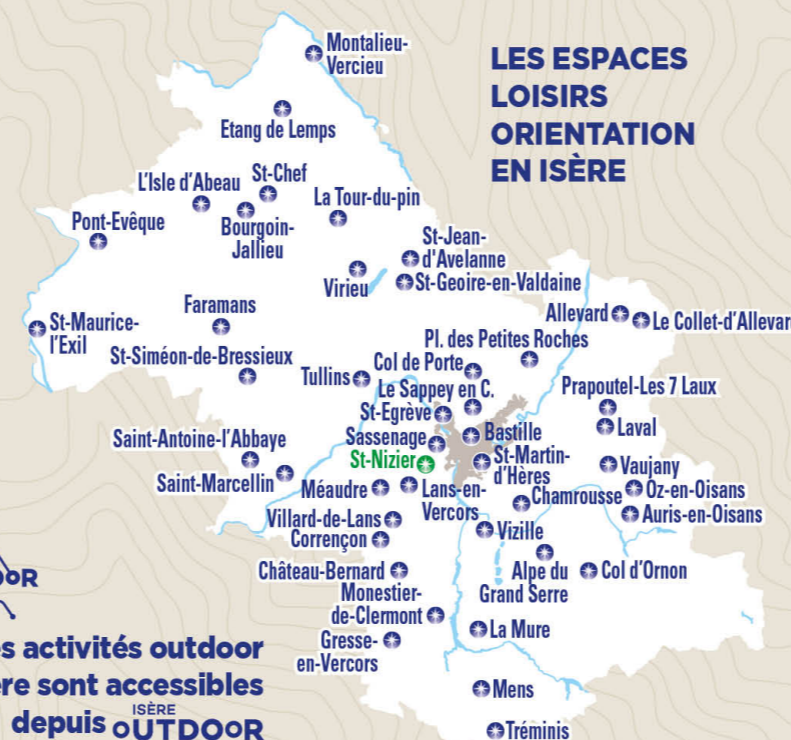 LES ESPACES
LOISIRS
ORIENTATION
EN ISÈRE
Montalieu-
Vercieu
Etang de Lemps
St-Chef
L'Isle d'Abeau
La Tour-du-pin
Bourgoin-
Jallieu
Pont-Evêque
St-Jean-
d'Avelanne
Virieu
St-Geoire-en-Valdaine
Faramans
St-Maurice-
l'Exil
Allevard
Le Collet-d'Allevar
Pl. des Petites Roches
St-Siméon-de-Bressieux
Col de Porte
Tullins
Le Sappey en C.
Prapoutel-Les 7 Laux
St-Egrève
Laval
Saint-Antoine-l'Abbaye
Sassenage
Bastille
St-Nizier
St-Martin-
d'Hères
Vaujany
Saint-Marcellin
Méaudre
Lans-en-
Vercors
Chamrousse
Oz-en-Oisans
Auris-en-Oisans
Villard-de-Lans
Corrençon
Vizille
Château-Bernard
Alpe du
Grand Serre
Col d'Ornon
Monestier-
de-Clermont
La Mure
Gresse-
en-Vercors
Mens
Tréminis
OOR
s activités outdoor
ère sont accessibles
depuis ISÈRE OUTDOOR